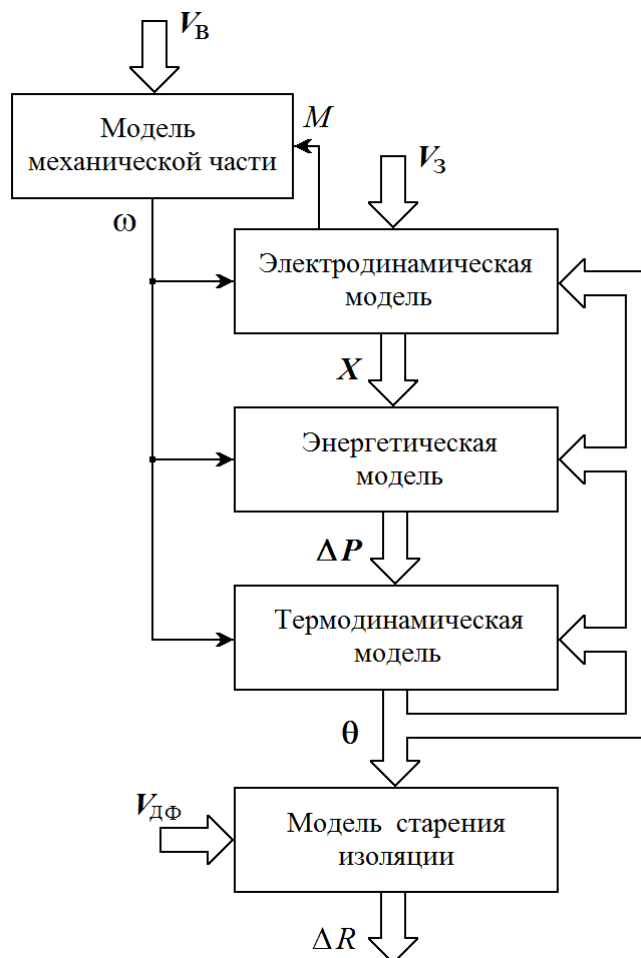 V_В
Модель
механической части
M
V_З
ω
Электродинамическая
модель
X
Энергетическая
модель
ΔP
Термодинамическая
модель
θ
V_ДФ
Модель старения
изоляции
ΔR